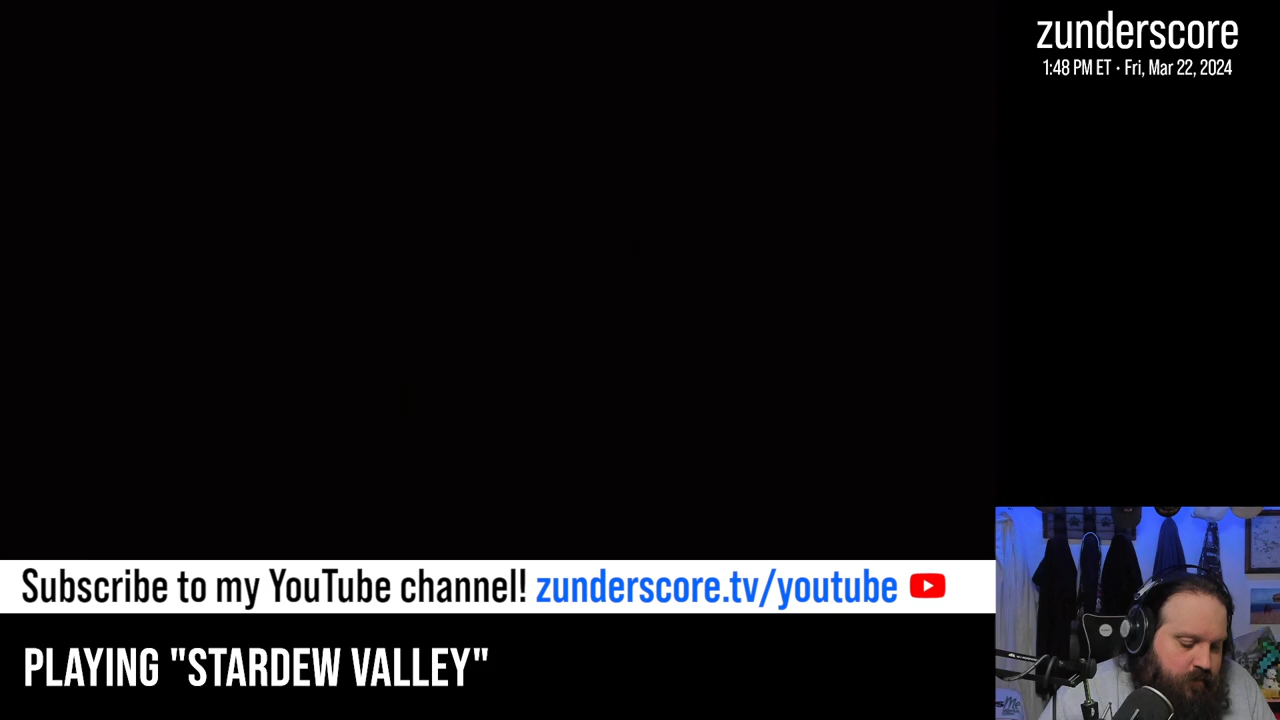 zunderscore
1:48 PM ET · Fri, Mar 22, 2024
Subscribe to my YouTube channel! zunderscore.tv/youtube
PLAYING "STARDEW VALLEY"